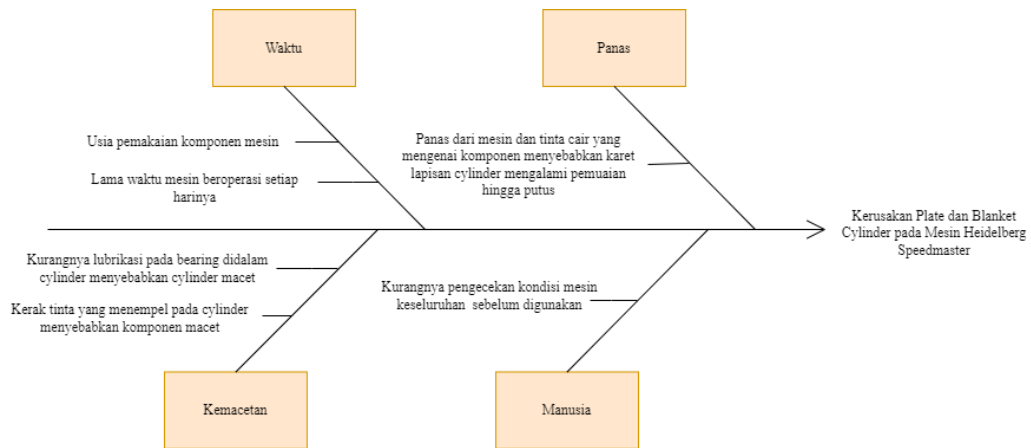 Waktu
Panas
Usia pemakaian komponen mesin
Lama waktu mesin beroperasi setiap
harinya
Panas dari mesin dan tinta cair yang
mengenai komponen menyebabkan karet
lapisan cylinder mengalami pemuaian
hingga putus
Kerusakan Plate dan Blanket
Cylinder pada Mesin Heidelberg
Speedmaster
Kurangnya lubrikasi pada bearing didalam
cylinder menyebabkan cylinder macet
Kerak tinta yang menempel pada cylinder
menyebabkan komponen macet
Kurangnya pengecekan kondisi mesin
keseluruhan  sebelum digunakan
Kemacetan
Manusia